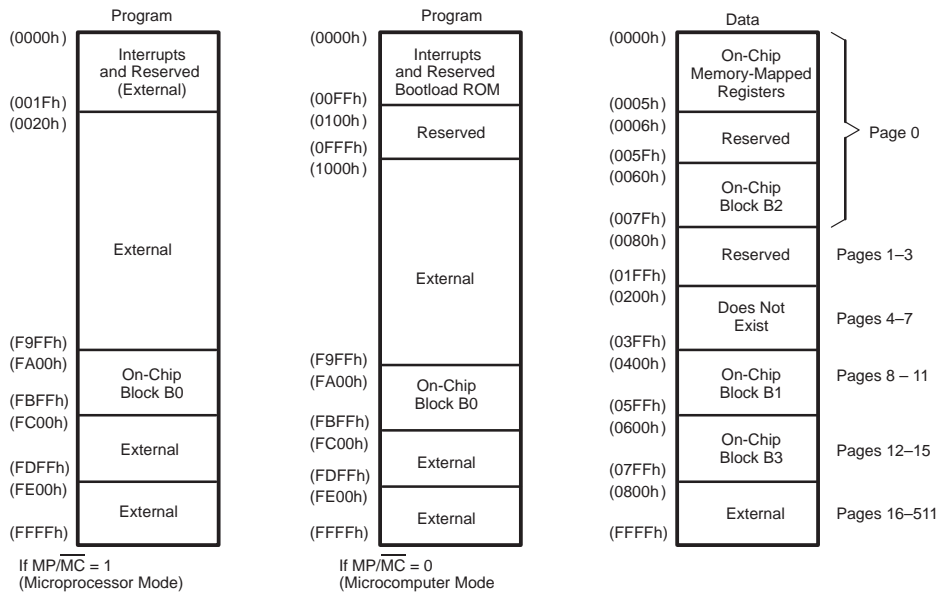 Program
(0000h)
Interrupts
and Reserved
(External)
(001Fh)
(0020h)
External
(F9FFh)
(FA00h)
On-Chip
Block B0
(FBFFh)
(FC00h)
External
(FDFFh)
(FE00h)
External
(FFFFh)
If MP/MC = 1
(Microprocessor Mode)
Program
(0000h)
Interrupts
and Reserved
Bootload ROM
(00FFh)
(0100h)
Reserved
(0FFFh)
(1000h)
External
(F9FFh)
(FA00h)
On-Chip
Block B0
(FBFFh)
(FC00h)
External
(FDFFh)
(FE00h)
External
(FFFFh)
If MP/MC = 0
(Microcomputer Mode
Data
(0000h)
On-Chip
Memory-Mapped
Registers
(0005h)
(0006h)
Reserved
Page 0
(005Fh)
(0060h)
On-Chip
Block B2
(007Fh)
(0080h)
Reserved
Pages 1–3
(01FFh)
(0200h)
Does Not
Exist
Pages 4–7
(03FFh)
(0400h)
On-Chip
Block B1
Pages 8 – 11
(05FFh)
(0600h)
On-Chip
Block B3
Pages 12–15
(07FFh)
(0800h)
External
Pages 16–511
(FFFFh)